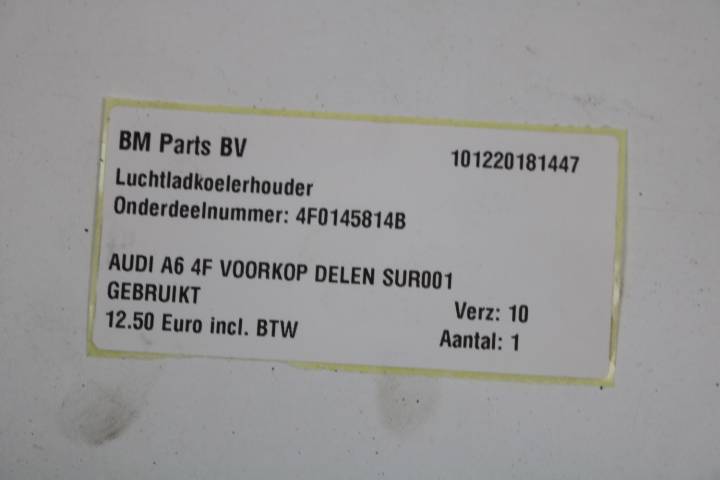 BM Parts BV 101220181447
Luchtladkoelerhouder
Onderdeelnummer: 4F0145814B
AUDI A6 4F VOORKOP DELEN SUR001
GEBRUIKT Verz: 10
12.50 Euro incl. BTW Aantal: 1